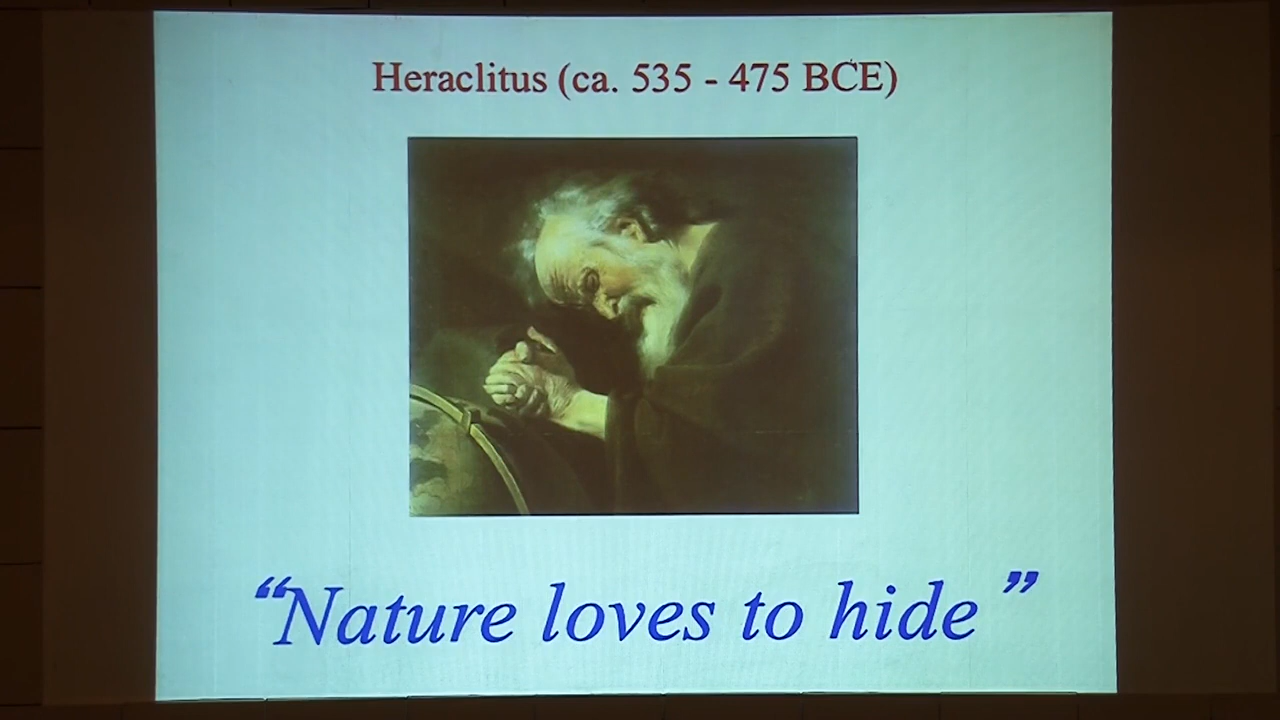 Heraclitus (ca. 535 - 475 BCE)
“Nature loves to hide ”